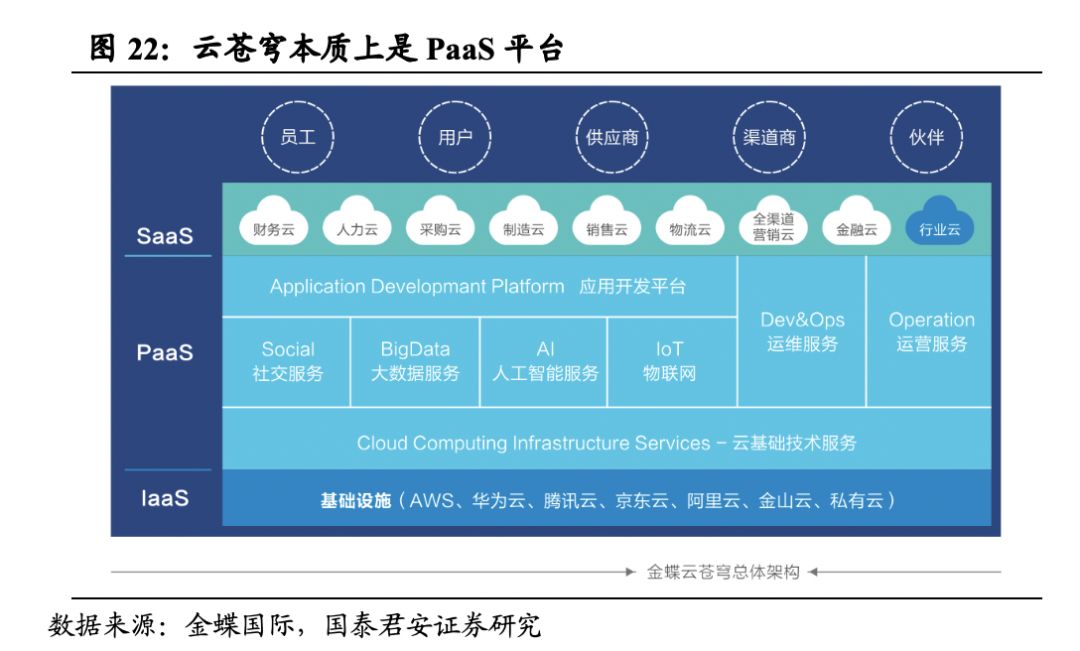 图 22：云苍穹本质上是 PaaS 平台
员工 用户 供应商 渠道商 伙伴
SaaS
财务云 人力云 采购云 制造云 销售云 物流云 全渠道 金融云 行业云
营销云
Application Developmant Platform 应用开发平台
PaaS
Social BigData AI IoT
社交服务 大数据服务 人工智能服务 物联网
Dev&Ops Operation
运维服务 运营服务
Cloud Computing Infrastructure Services – 云基础技术服务
IaaS
基础设施（AWS、华为云、腾讯云、京东云、阿里云、金山云、私有云）
金蝶云苍穹总体架构
数据来源：金蝶国际，国泰君安证券研究